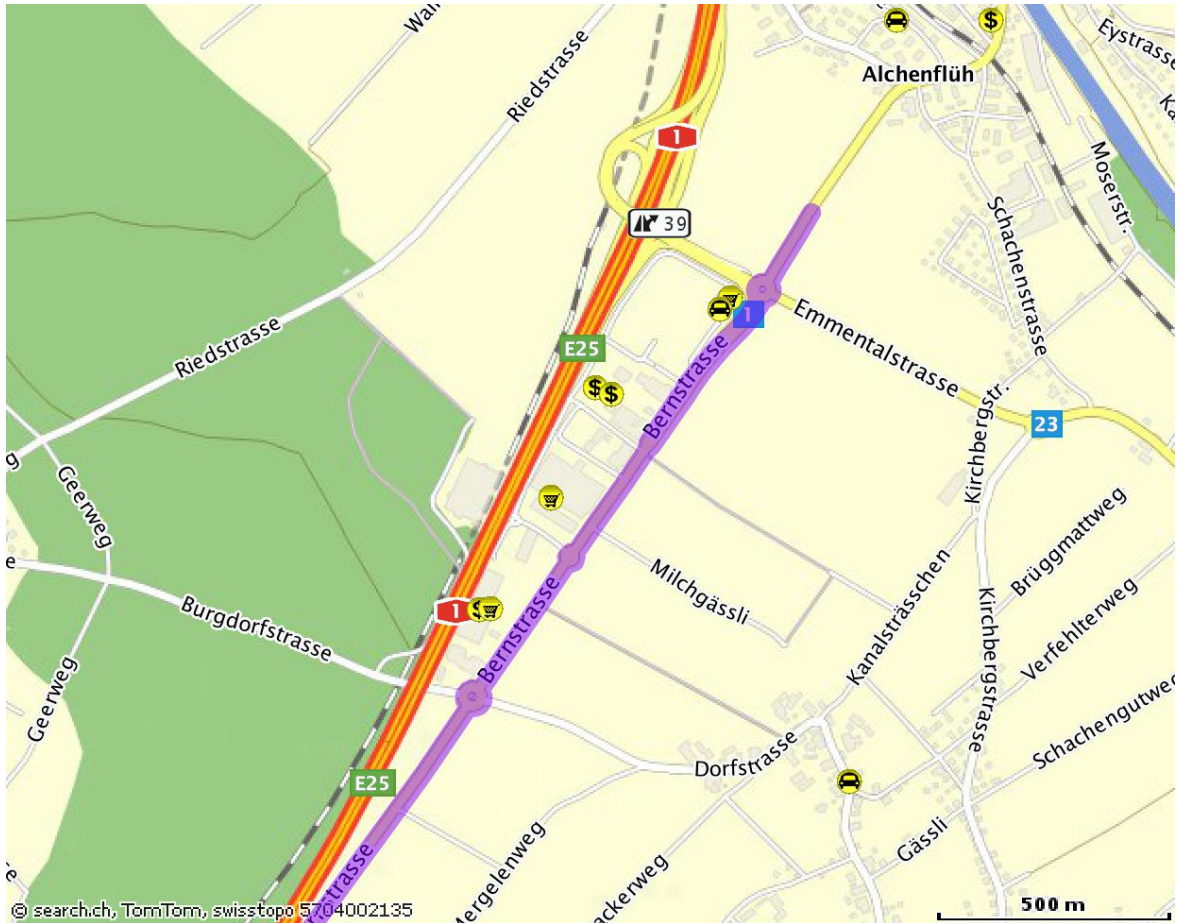 $
Eystrasse
Riedstrasse
Alchenflüh
1
Moserstr.
39
Schachenstrasse
Riedstrasse
E25
1
Emmentalstrasse
$
$
Bernstrasse
23
Kirchbergstr.
Geerweg
Milchgässli
Brüggmattweg
Kanalsträsschen
Verfehlterweg
Burgdorfstrasse
1
$
Bernstrasse
Kirchbergstrasse
Geerweg
Schachengutweg
Dorfstrasse
E25
Gässli
© search.ch, TomTom, swisstopo 5704002135
500 m